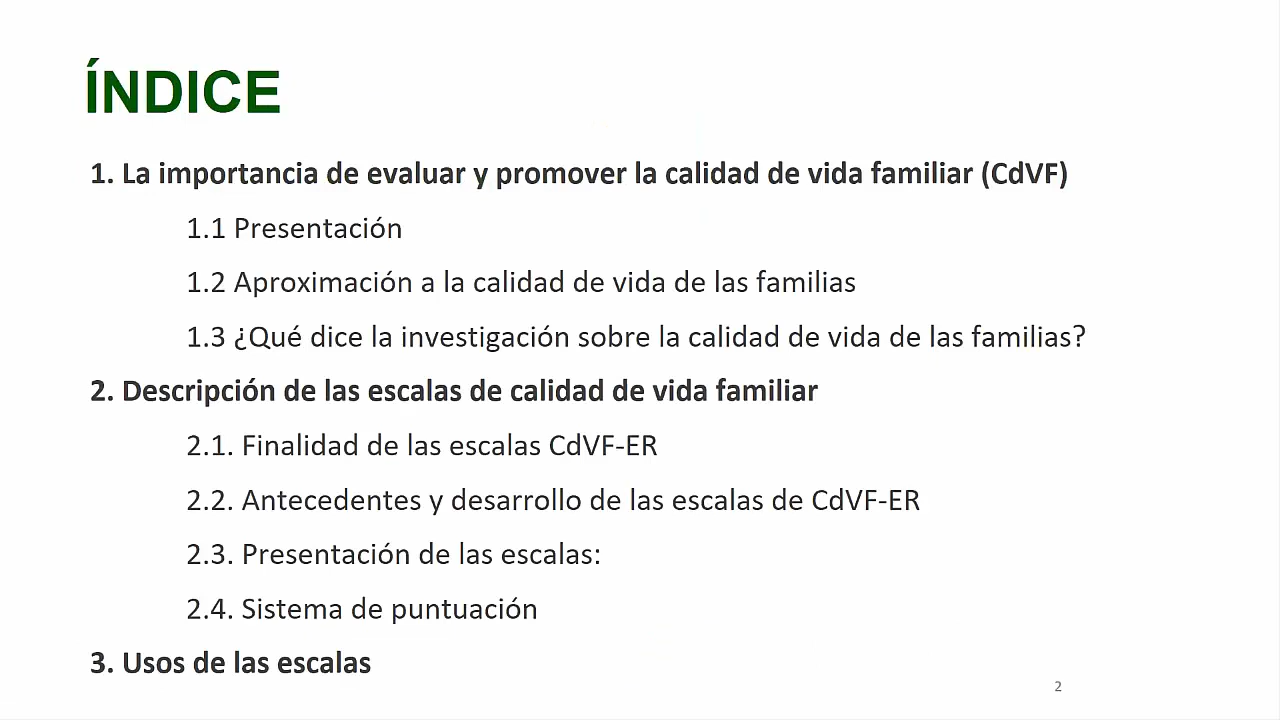 ÍNDICE
1. La importancia de evaluar y promover la calidad de vida familiar (CdVF)
1.1 Presentación
1.2 Aproximación a la calidad de vida de las familias
1.3 ¿Qué dice la investigación sobre la calidad de vida de las familias?
2. Descripción de las escalas de calidad de vida familiar
2.1. Finalidad de las escalas CdVF-ER
2.2. Antecedentes y desarrollo de las escalas de CdVF-ER
2.3. Presentación de las escalas:
2.4. Sistema de puntuación
3. Usos de las escalas
2